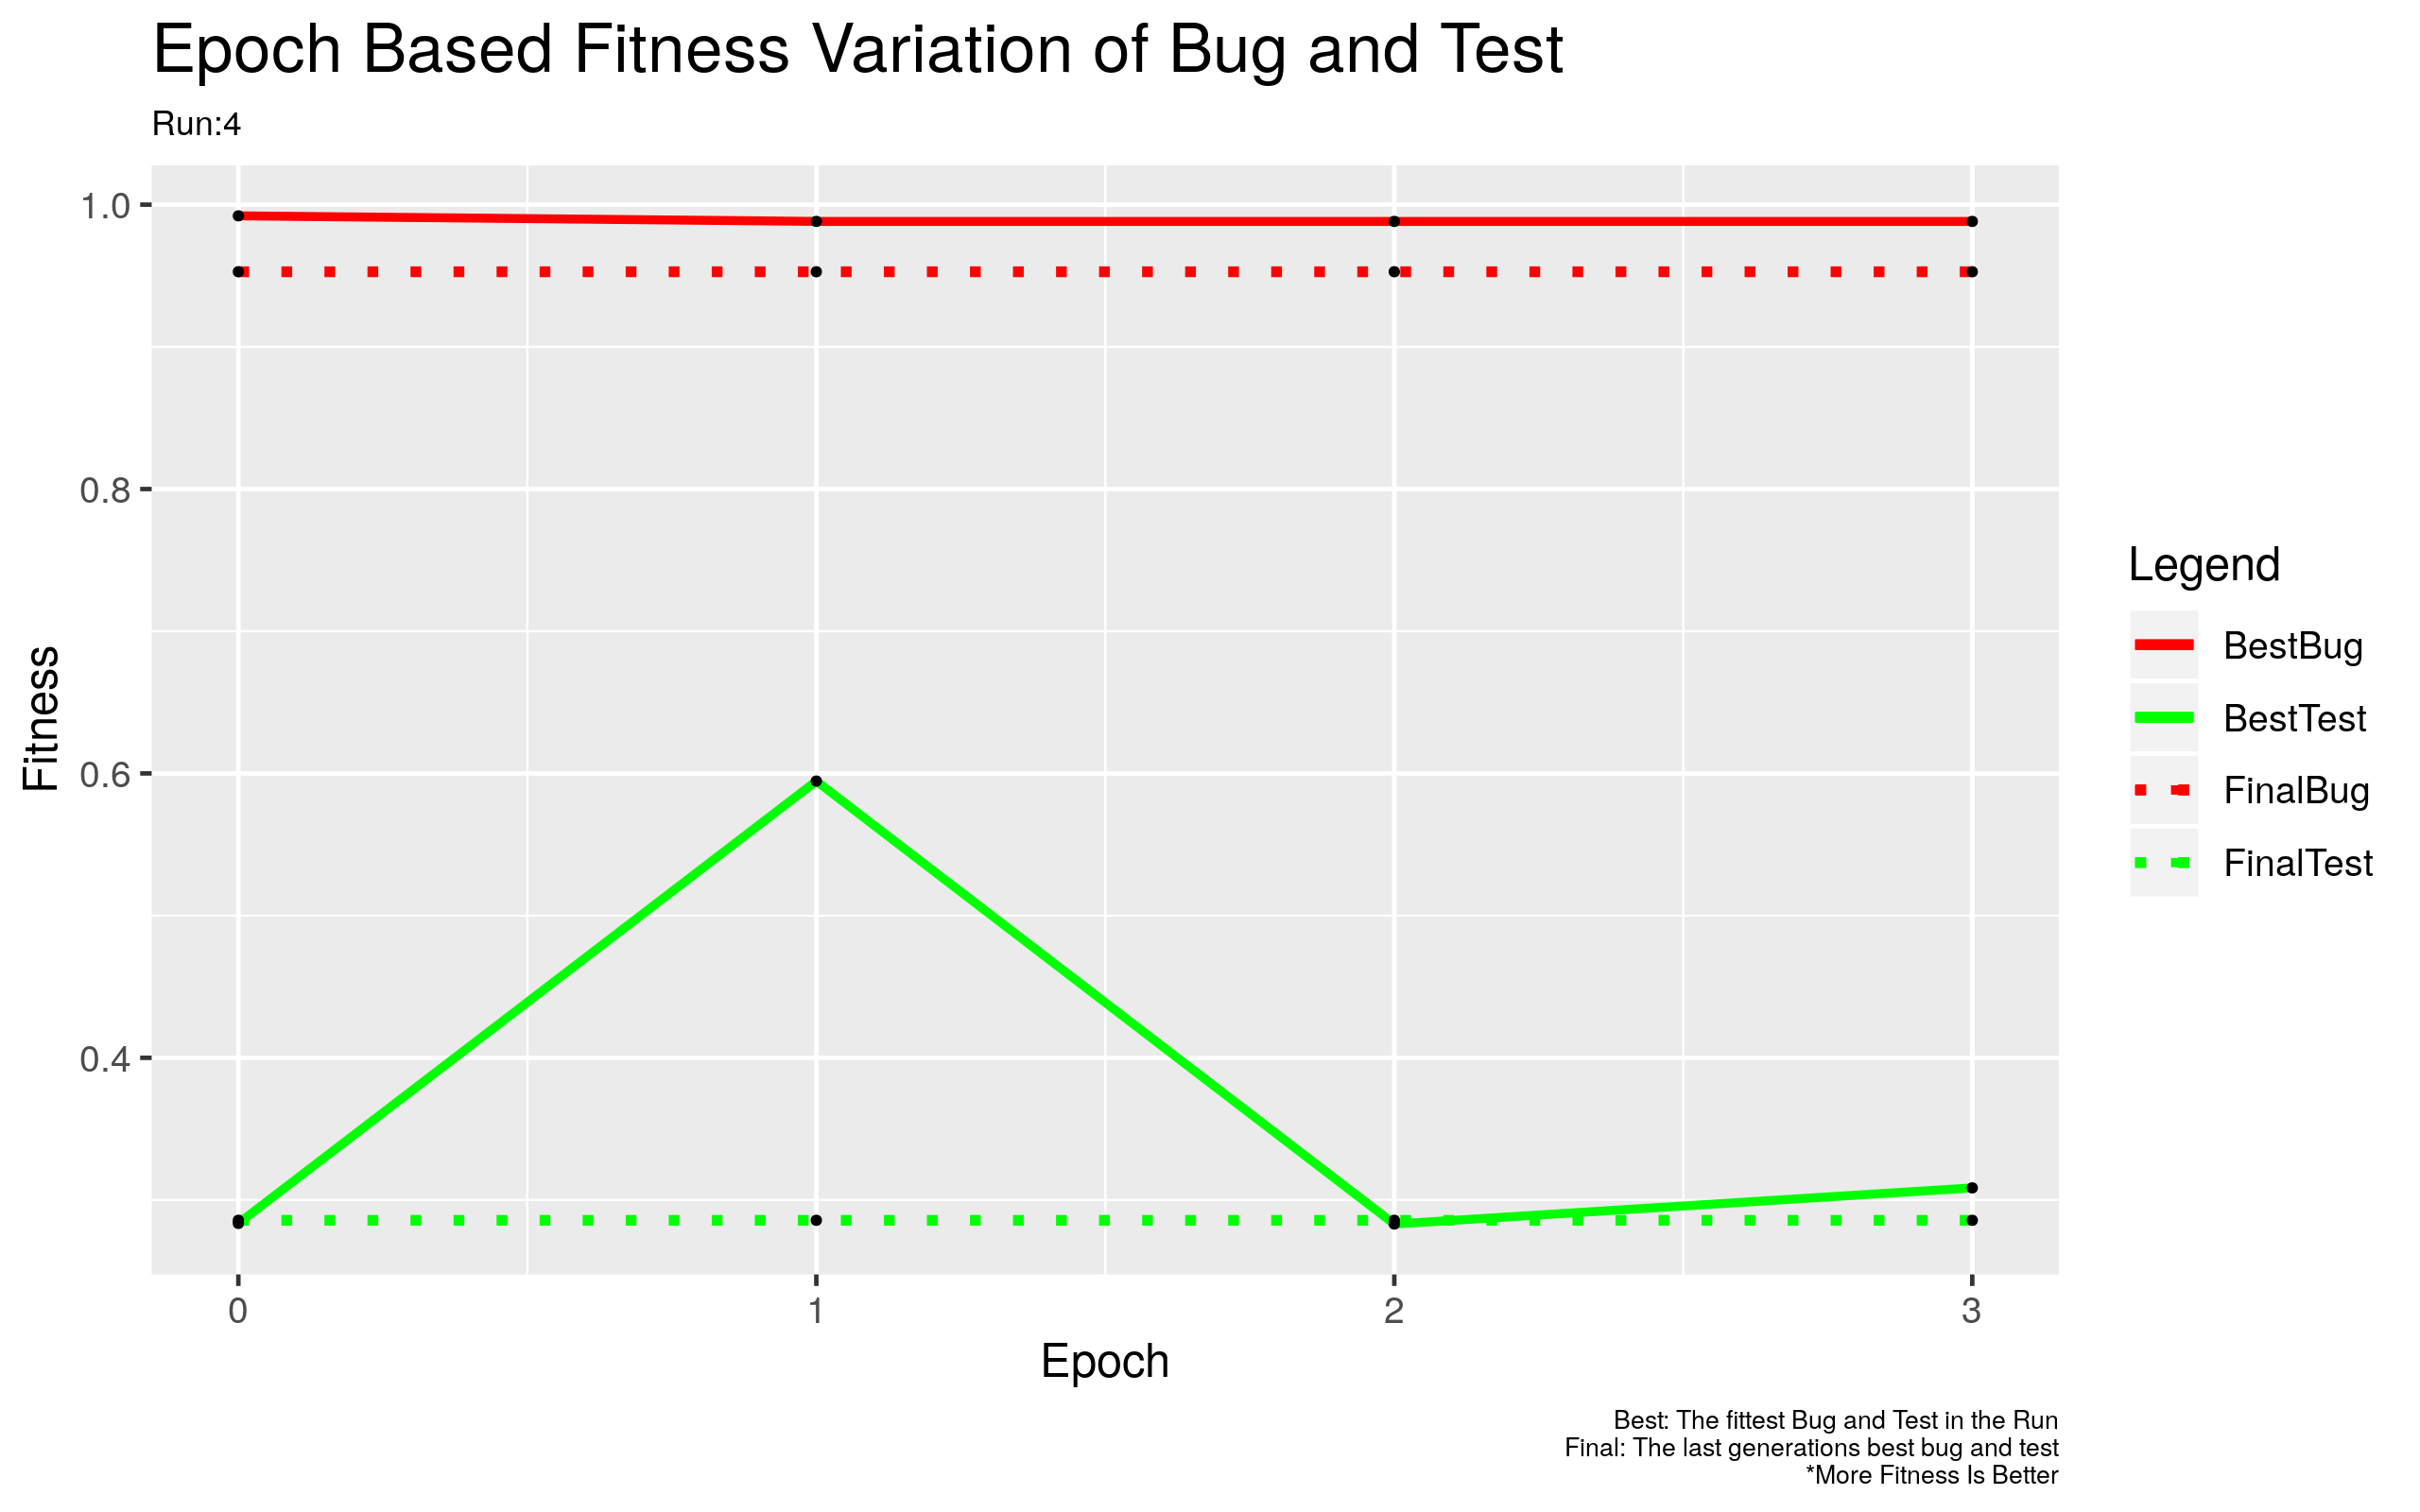 Epoch Based Fitness Variation of Bug and Test
Run:4
1.0
0.8
0.6
0.4
Fitness
0
1
2
3
Epoch
Legend
BestBug
BestTest
FinalBug
FinalTest
Best: The fittest Bug and Test in the Run
Final: The last generations best bug and test
*More Fitness Is Better